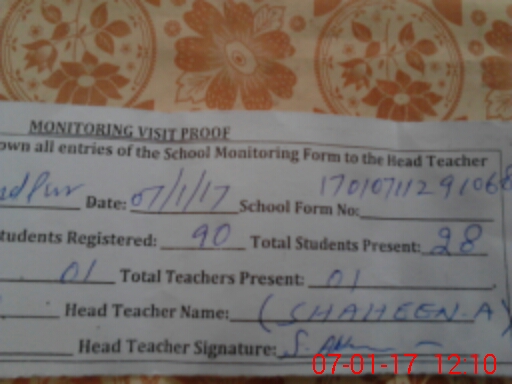 MONITORING VISIT PROOF
own all entries of the School Monitoring Form to the Head Teacher
Date: 07/1/17 School Form No: 1701071129106
Students Registered: 90 Total Students Present: 28
01 Total Teachers Present: 01
Head Teacher Name: (SHAHEEN-A)
Head Teacher Signature:
07-01-17 12:10